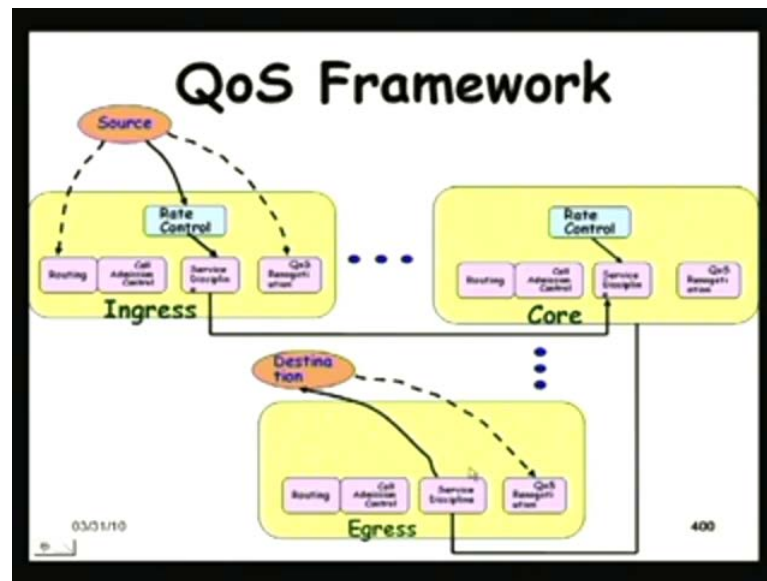 QoS Framework
Source
Rate
Control
Routing
Call
Admission
Control
Service
Disciplin
QoS
Renegoti
ation
Ingress
Rate
Control
Routing
Call
Admission
Control
Service
Disciplin
QoS
Renegoti
ation
Core
Destina
tion
Routing
Call
Admission
Control
Service
Discipline
QoS
Renegoti
ation
Egress
03/31/10
400